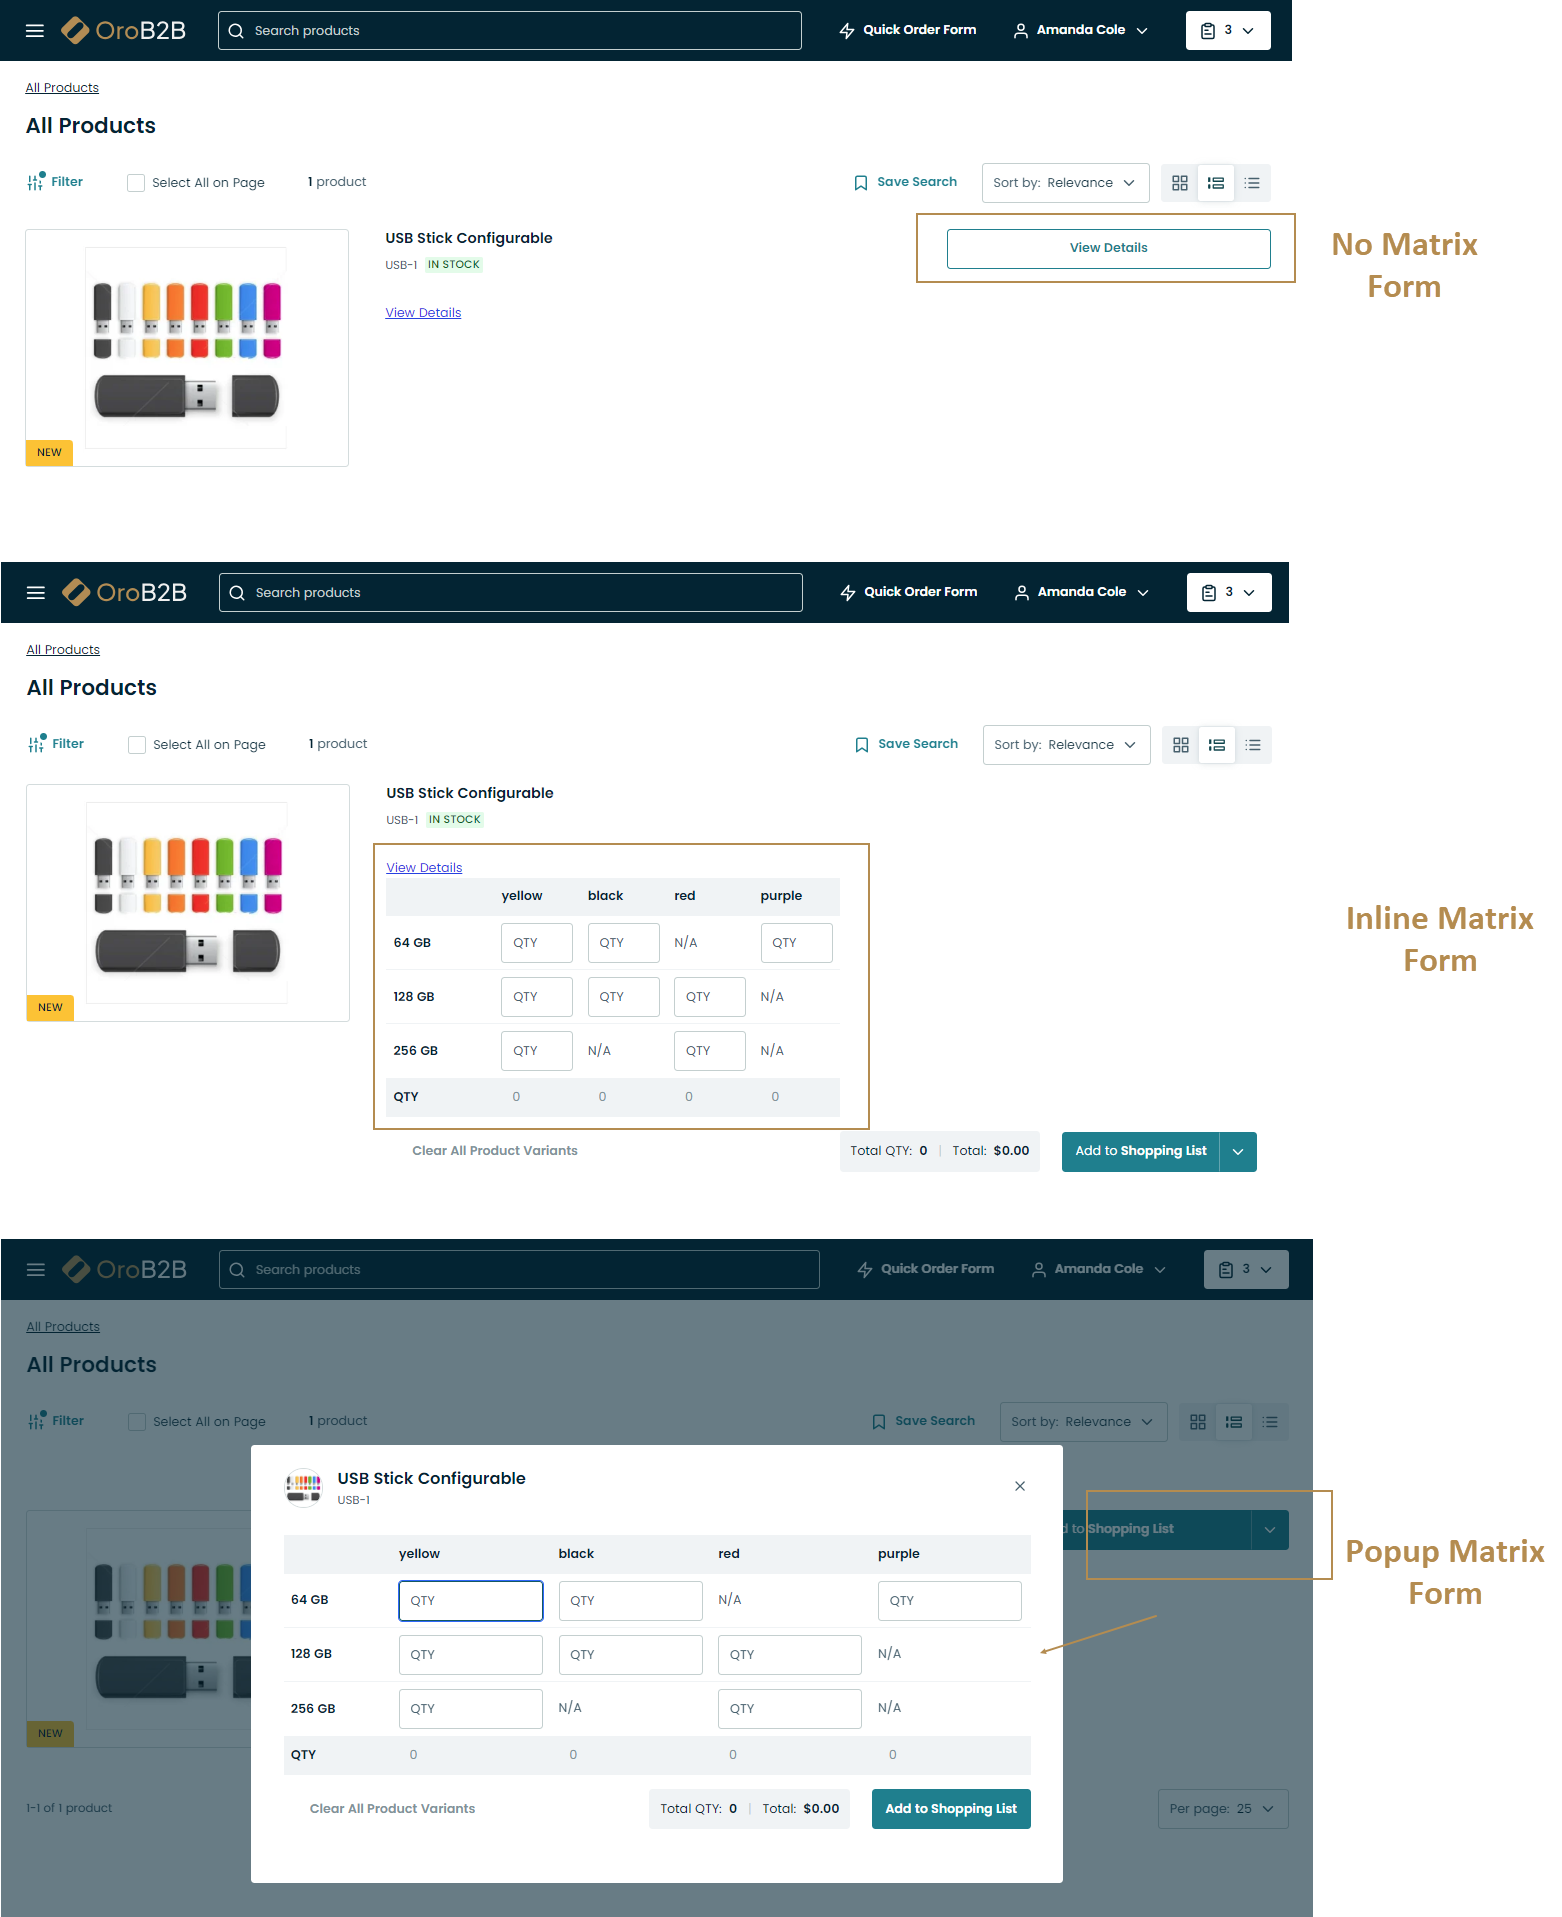 OroB2B
Search products
Quick Order Form
Amanda Cole
3
All Products
All Products
Filter
Select All on Page
1 product
Save Search
Sort by: Relevance
USB Stick Configurable
USB-1 IN STOCK
View Details
View Details
NEW
No Matrix
Form
OroB2B
Search products
Quick Order Form
Amanda Cole
3
All Products
All Products
Filter
Select All on Page
1 product
Save Search
Sort by: Relevance
USB Stick Configurable
USB-1 IN STOCK
View Details
yellow black red purple
64 GB QTY QTY N/A QTY
128 GB QTY QTY QTY N/A
256 GB QTY N/A QTY N/A
QTY 0 0 0 0
NEW
Clear All Product Variants
Total QTY: 0 | Total: $0.00
Add to Shopping List
Inline Matrix
Form
OroB2B
Search products
Quick Order Form
Amanda Cole
3
All Products
All Products
Filter
Select All on Page
1 product
Save Search
Sort by: Relevance
USB Stick Configurable
USB-1
d to Shopping List
yellow black red purple
64 GB QTY QTY N/A QTY
128 GB QTY QTY QTY N/A
256 GB QTY N/A QTY N/A
QTY 0 0 0 0
NEW
Clear All Product Variants
Total QTY: 0 | Total: $0.00
Add to Shopping List
1-1 of 1 product
Per page: 25
Popup Matrix
Form